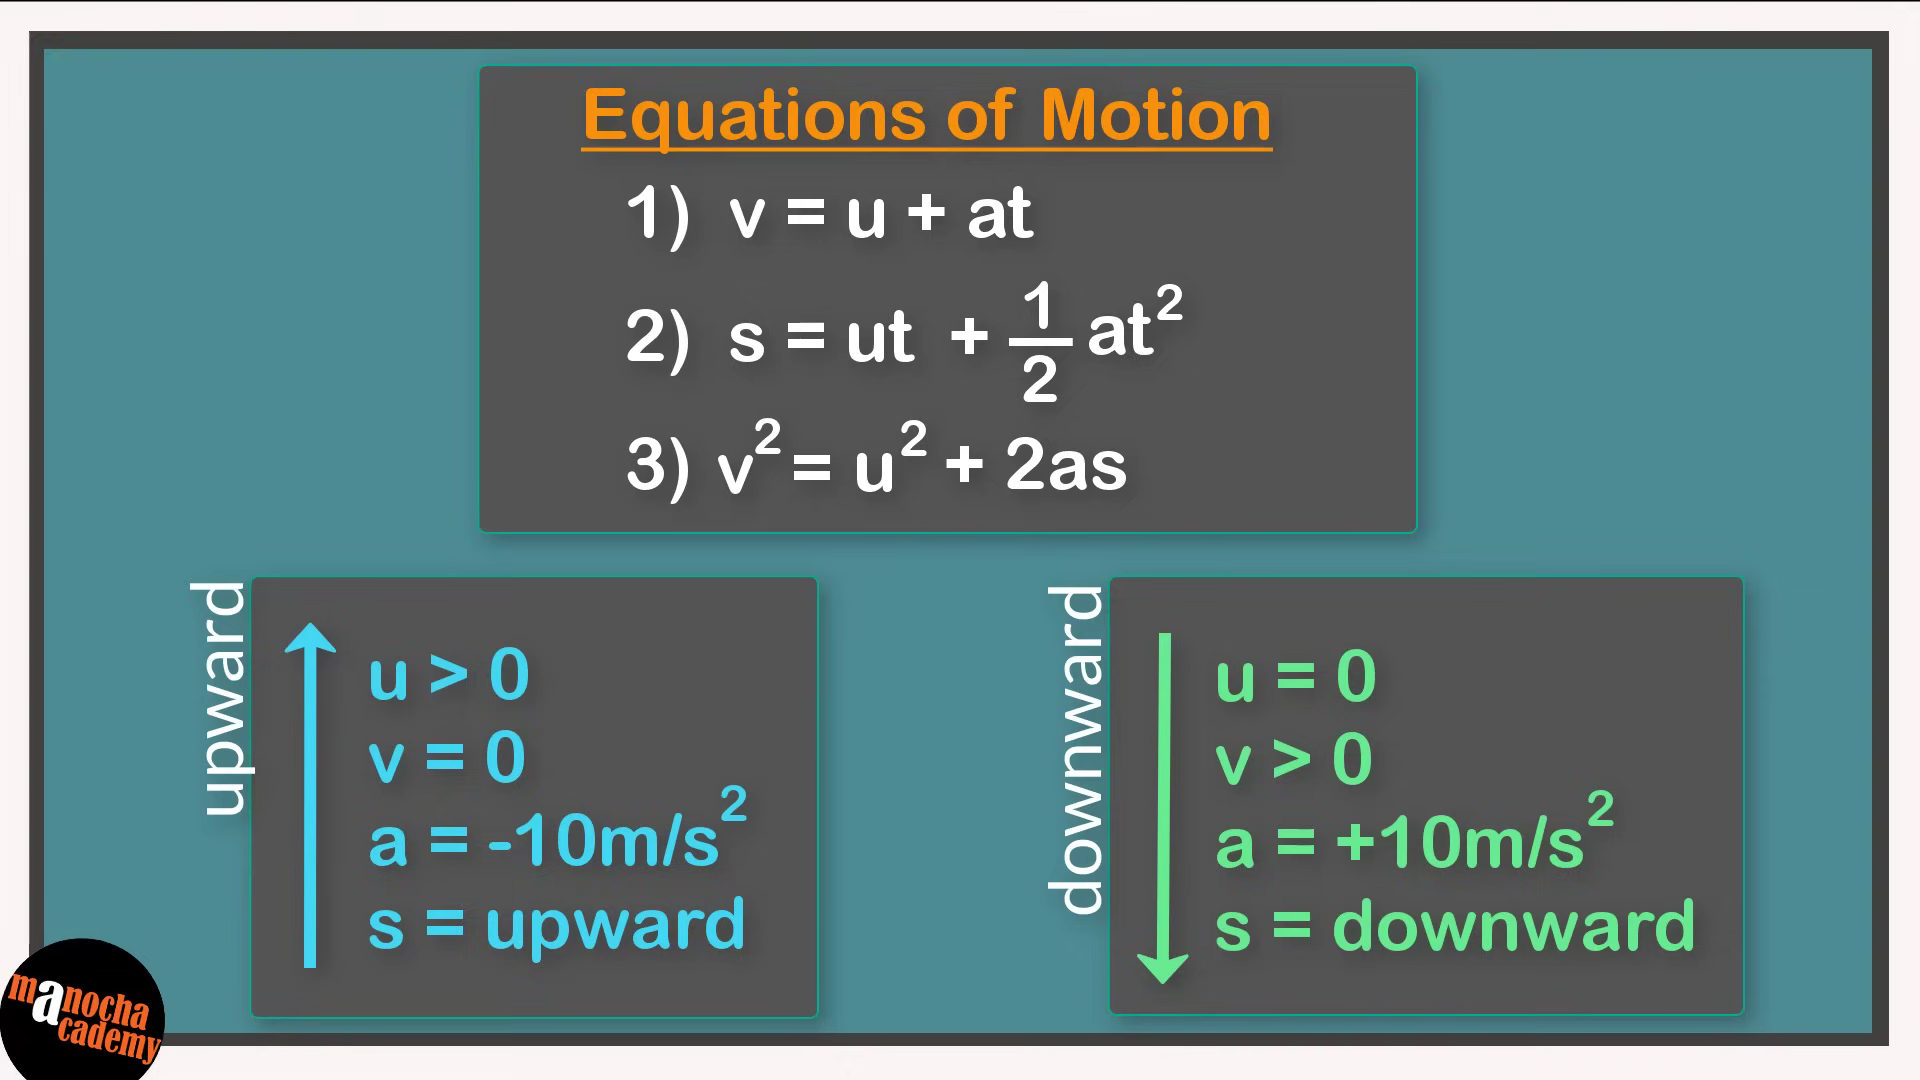 Equations of Motion
1) v = u + at
2) s = ut + 1/2 at²
3) v² = u² + 2as
upward
u > 0
v = 0
a = -10m/s²
s = upward
downward
u = 0
v > 0
a = +10m/s²
s = downward
manocha
academy